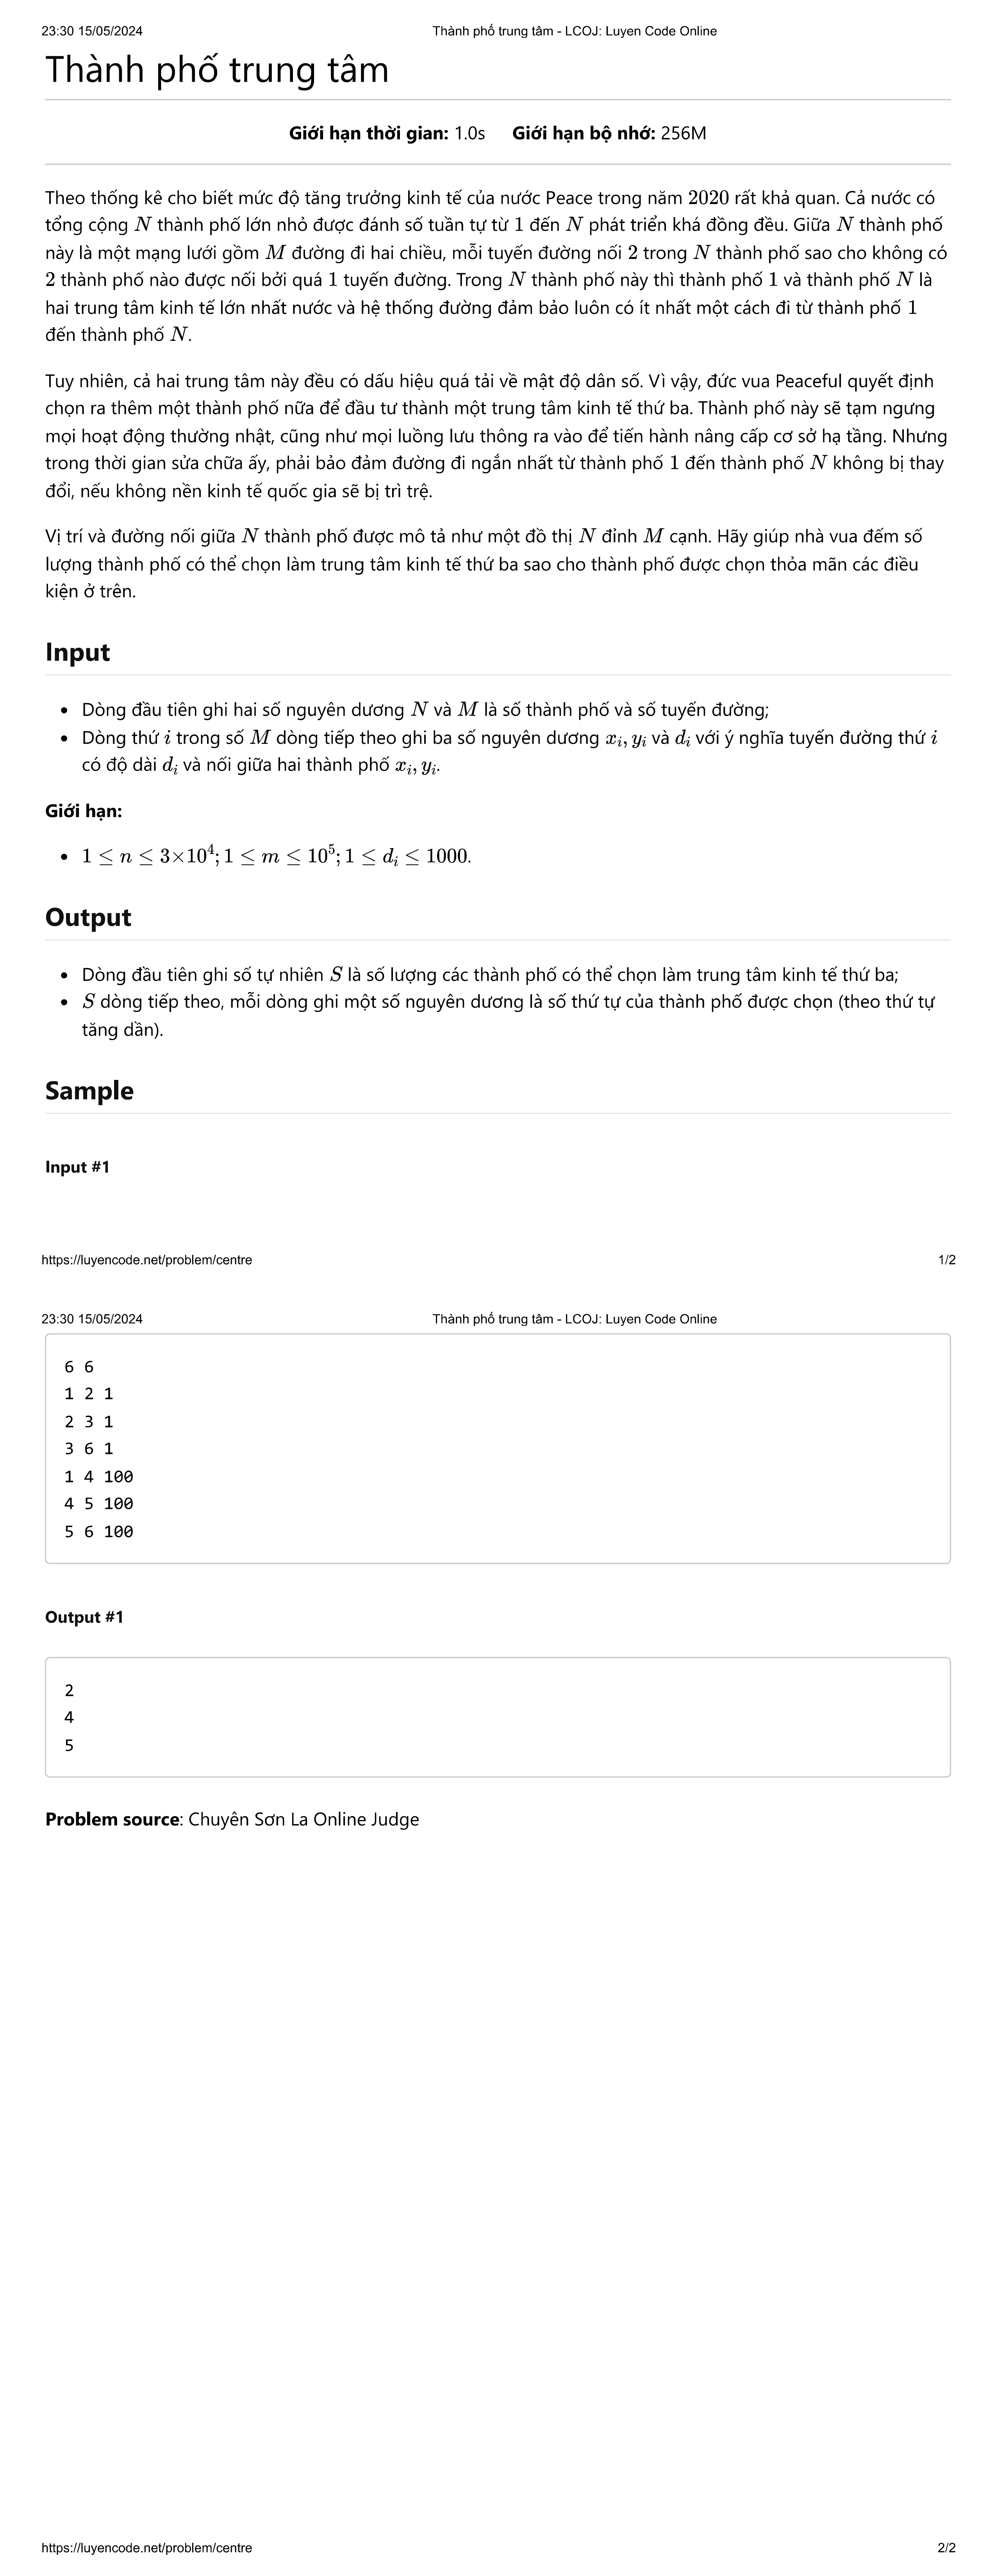 23:30 15/05/2024 Thành phố trung tâm - LCOJ: Luyen Code Online
Thành phố trung tâm
Giới hạn thời gian: 1.0s Giới hạn bộ nhớ: 256M
Theo thống kê cho biết mức độ tăng trưởng kinh tế của nước Peace trong năm 2020 rất khả quan. Cả nước có
tổng cộng N thành phố lớn nhỏ được đánh số tuần tự từ 1 đến N phát triển khá đồng đều. Giữa N thành phố
này là một mạng lưới gồm M đường đi hai chiều, mỗi tuyến đường nối 2 trong N thành phố sao cho không có
2 thành phố nào được nối bởi quá 1 tuyến đường. Trong N thành phố này thì thành phố 1 và thành phố N là
hai trung tâm kinh tế lớn nhất nước và hệ thống đường đảm bảo luôn có ít nhất một cách đi từ thành phố 1
đến thành phố N.
Tuy nhiên, cả hai trung tâm này đều có dấu hiệu quá tải về mật độ dân số. Vì vậy, đức vua Peaceful quyết định
chọn ra thêm một thành phố nữa để đầu tư thành một trung tâm kinh tế thứ ba. Thành phố này sẽ tạm ngưng
mọi hoạt động thường nhật, cũng như mọi luồng lưu thông ra vào để tiến hành nâng cấp cơ sở hạ tầng. Nhưng
trong thời gian sửa chữa ấy, phải bảo đảm đường đi ngắn nhất từ thành phố 1 đến thành phố N không bị thay
đổi, nếu không nền kinh tế quốc gia sẽ bị trì trệ.
Vị trí và đường nối giữa N thành phố được mô tả như một đồ thị N đỉnh M cạnh. Hãy giúp nhà vua đếm số
lượng thành phố có thể chọn làm trung tâm kinh tế thứ ba sao cho thành phố được chọn thỏa mãn các điều
kiện ở trên.
Input
• Dòng đầu tiên ghi hai số nguyên dương N và M là số thành phố và số tuyến đường;
• Dòng thứ i trong số M dòng tiếp theo ghi ba số nguyên dương xᵢ, yᵢ và dᵢ với ý nghĩa tuyến đường thứ i
có độ dài dᵢ và nối giữa hai thành phố xᵢ, yᵢ.
Giới hạn:
• 1 ≤ n ≤ 3×10⁴; 1 ≤ m ≤ 10⁵; 1 ≤ dᵢ ≤ 1000.
Output
• Dòng đầu tiên ghi số tự nhiên S là số lượng các thành phố có thể chọn làm trung tâm kinh tế thứ ba;
• S dòng tiếp theo, mỗi dòng ghi một số nguyên dương là số thứ tự của thành phố được chọn (theo thứ tự
tăng dần).
Sample
Input #1
https://luyencode.net/problem/centre 1/2
23:30 15/05/2024 Thành phố trung tâm - LCOJ: Luyen Code Online
6 6
1 2 1
2 3 1
3 6 1
1 4 100
4 5 100
5 6 100
Output #1
2
4
5
Problem source: Chuyên Sơn La Online Judge
https://luyencode.net/problem/centre 2/2